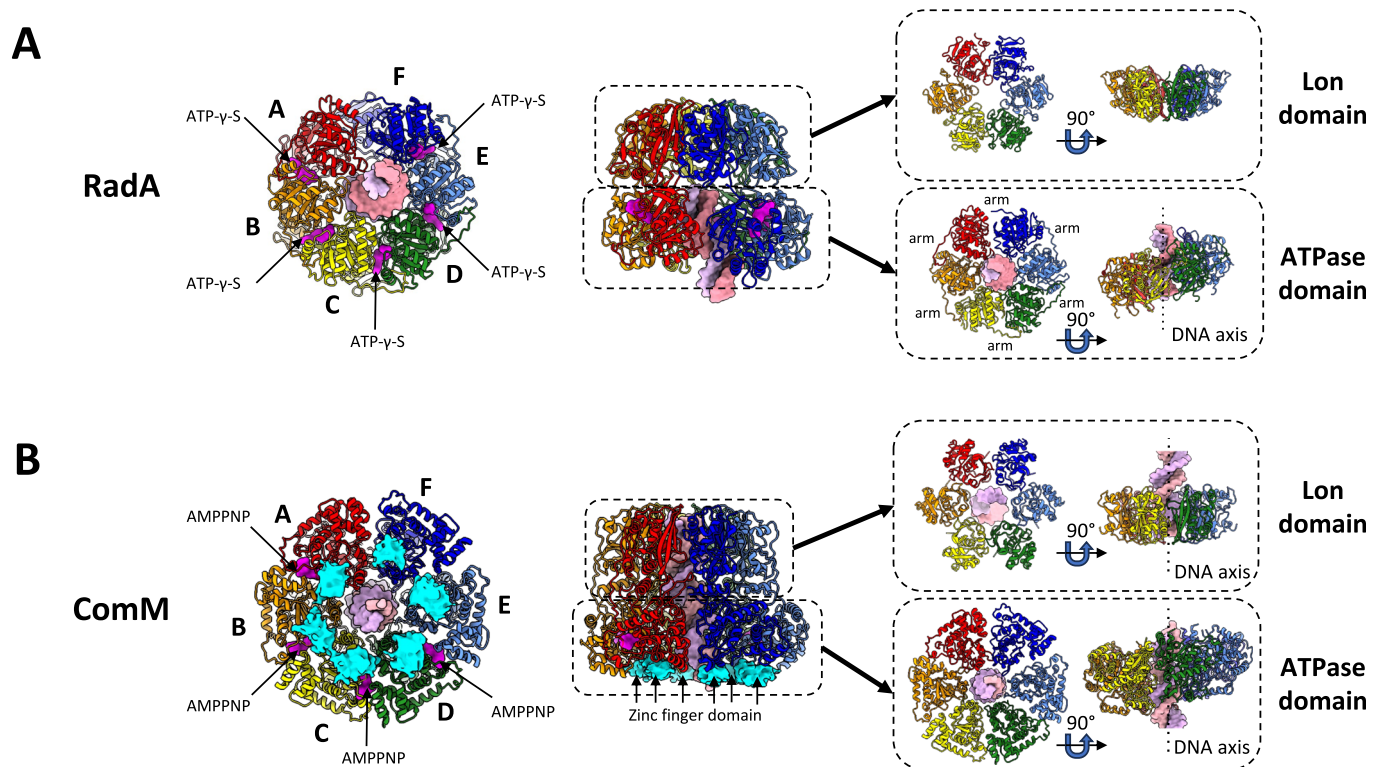 A
RadA
A
F
E
B
C
D
ATP-γ-S
ATP-γ-S
ATP-γ-S
ATP-γ-S
ATP-γ-S
90°
Lon
domain
arm
arm
arm
arm
arm
arm
90°
DNA axis
ATPase
domain
B
ComM
A
F
E
B
C
D
AMPPNP
AMPPNP
AMPPNP
AMPPNP
Zinc finger domain
90°
DNA axis
Lon
domain
90°
DNA axis
ATPase
domain